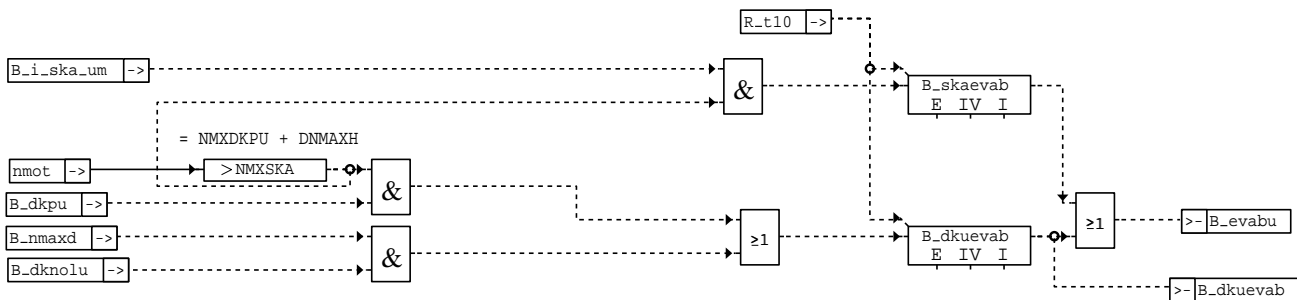 R_t10 ->
B_i_ska_um ->
&
B_skaevab
E IV I
= NMXDKPU + DNMAXH
nmot ->
>NMXSKA
&
B_dkpu ->
≥1
>- B_evabu
B_nmaxd ->
&
≥1
B_dkuevab
E IV I
B_dknolu ->
>- B_dkuevab